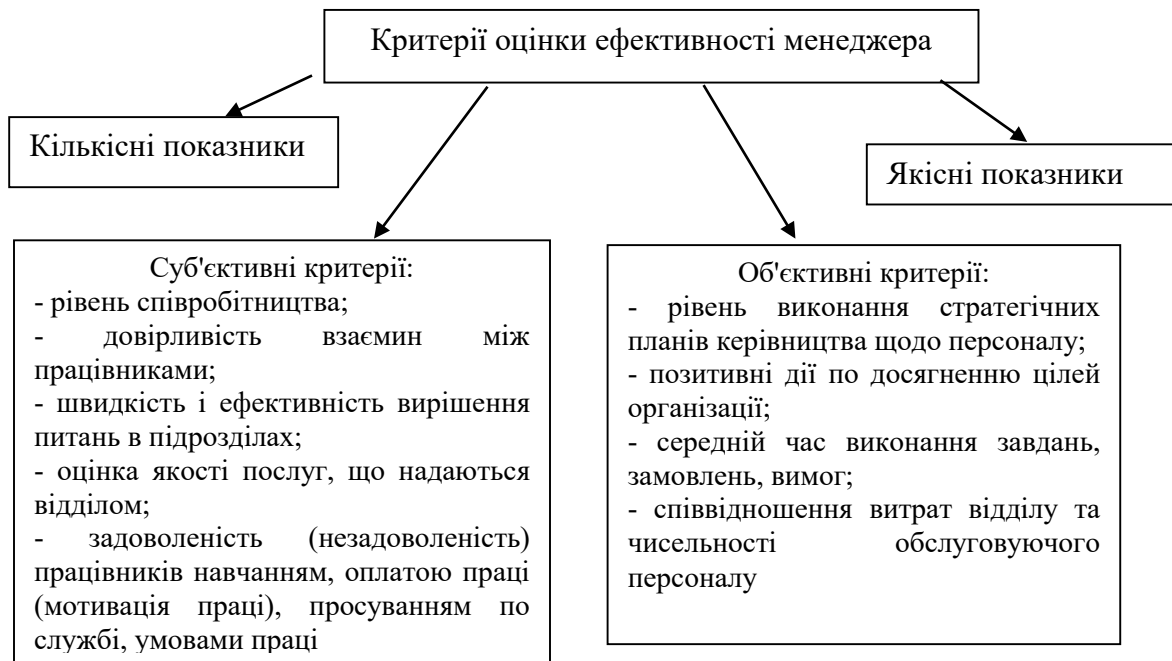 Критерії оцінки ефективності менеджера
Кількісні показники
Якісні показники
Суб'єктивні критерії:
- рівень співробітництва;
- довірливість взаємин між
працівниками;
- швидкість і ефективність вирішення
питань в підрозділах;
- оцінка якості послуг, що надаються
відділом;
- задоволеність (незадоволеність)
працівників навчанням, оплатою праці
(мотивація праці), просуванням по
службі, умовами праці
Об'єктивні критерії:
- рівень виконання стратегічних
планів керівництва щодо персоналу;
- позитивні дії по досягненню цілей
організації;
- середній час виконання завдань,
замовлень, вимог;
- співвідношення витрат відділу та
чисельності обслуговуючого
персоналу